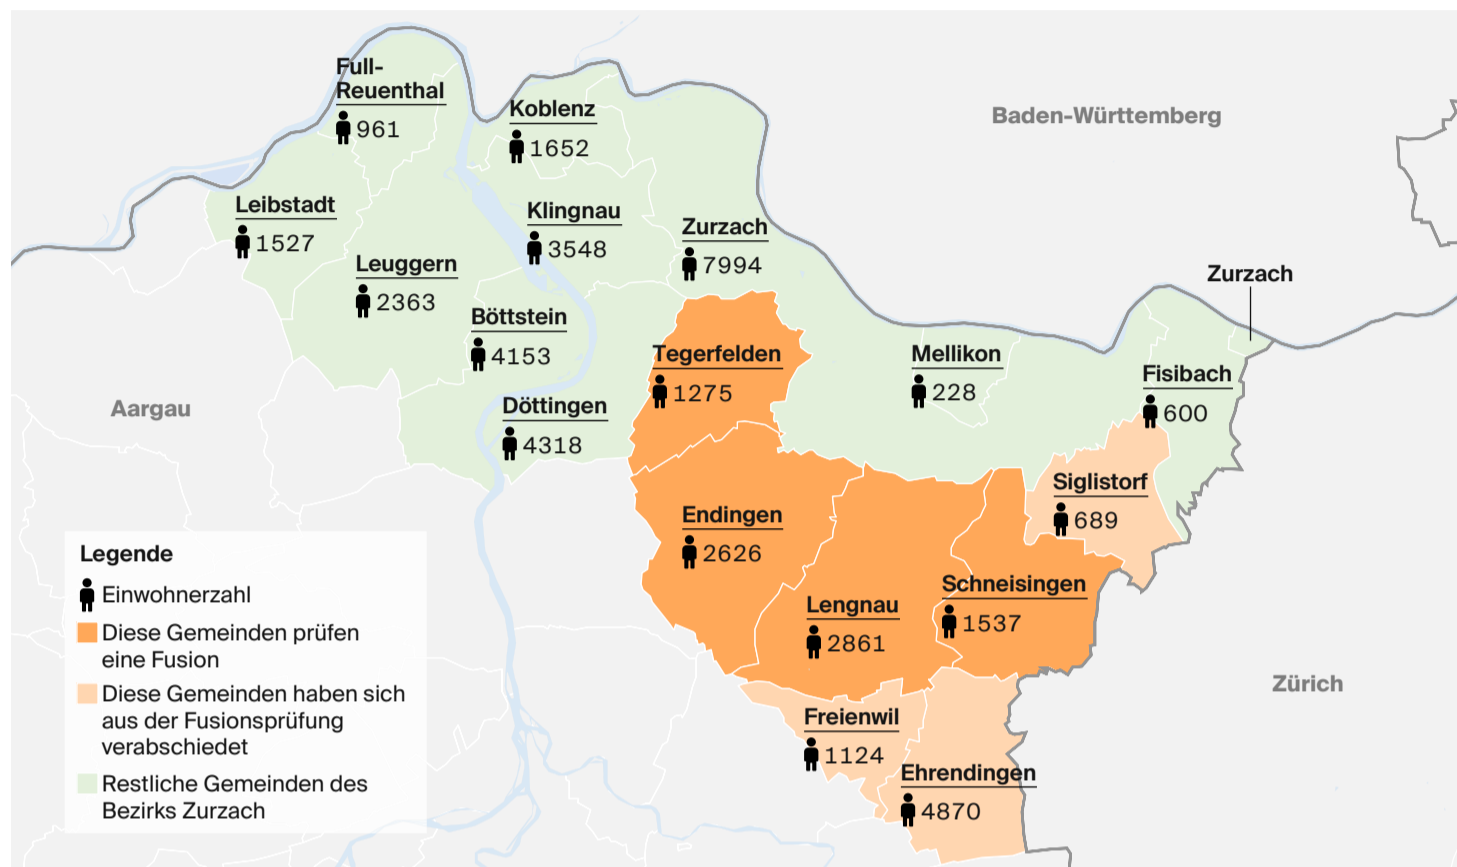 Full-
Reuenthal
961
Koblenz
1652
Baden-Württemberg
Leibstadt
1527
Klingnau
3548
Zurzach
7994
Leuggern
2363
Zurzach
Böttstein
4153
Tegerfelden
1275
Mellikon
228
Fisibach
600
Aargau
Döttingen
4318
Siglistorf
689
Endingen
2626
Schneisingen
1537
Lengnau
2861
Zürich
Freienwil
1124
Ehrendingen
4870
Legende
Einwohnerzahl
Diese Gemeinden prüfen
eine Fusion
Diese Gemeinden haben sich
aus der Fusionsprüfung
verabschiedet
Restliche Gemeinden des
Bezirks Zurzach